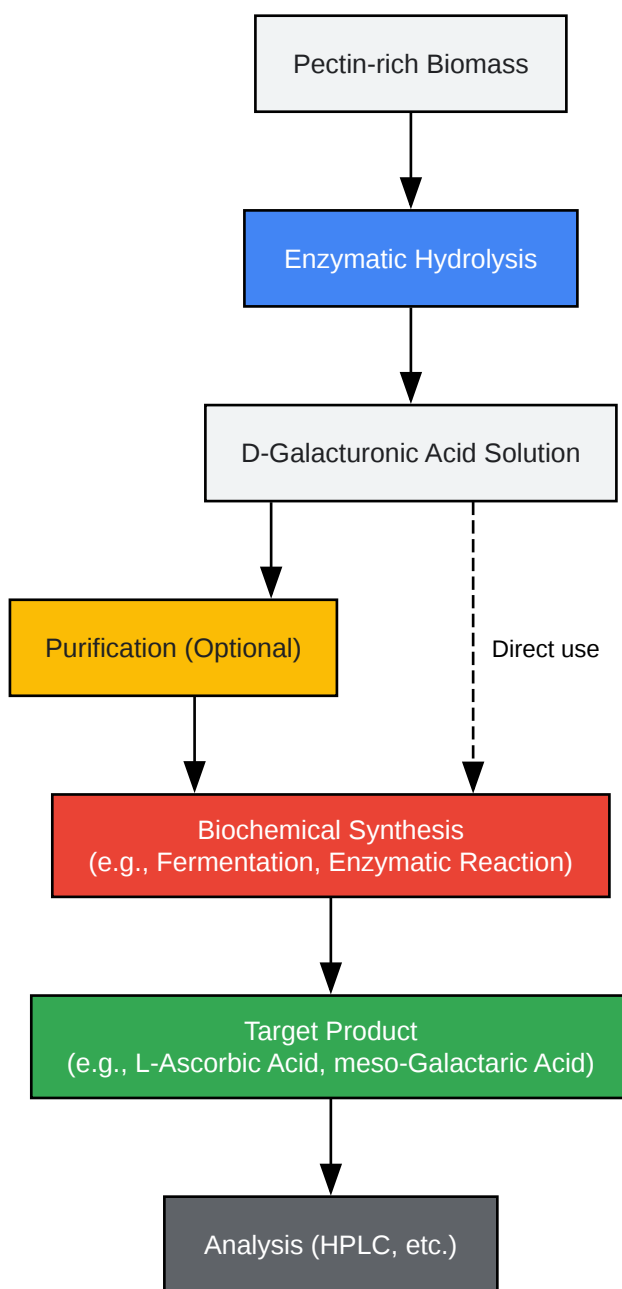 Pectin-rich Biomass
Enzymatic Hydrolysis
D-Galacturonic Acid Solution
Purification (Optional)
Direct use
Biochemical Synthesis
(e.g., Fermentation, Enzymatic Reaction)
Target Product
(e.g., L-Ascorbic Acid, meso-Galactaric Acid)
Analysis (HPLC, etc.)